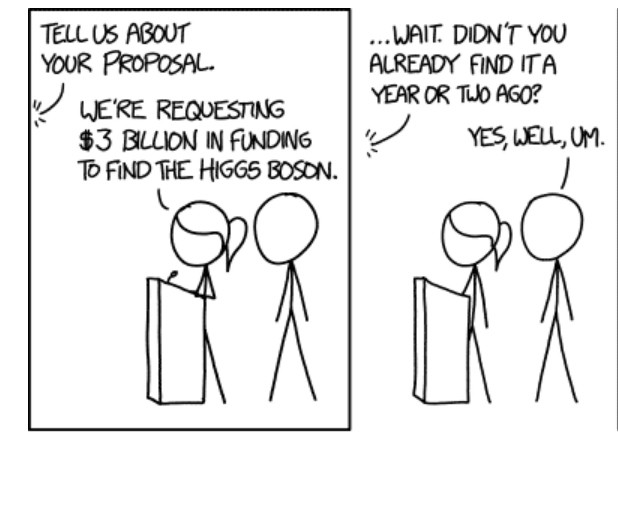 TELL US ABOUT
YOUR PROPOSAL.
WE'RE REQUESTING
$3 BILLION IN FUNDING
TO FIND THE HIGGS BOSON.
...WAIT. DIDN'T YOU
ALREADY FIND IT A
YEAR OR TWO AGO?
YES, WELL, UM.